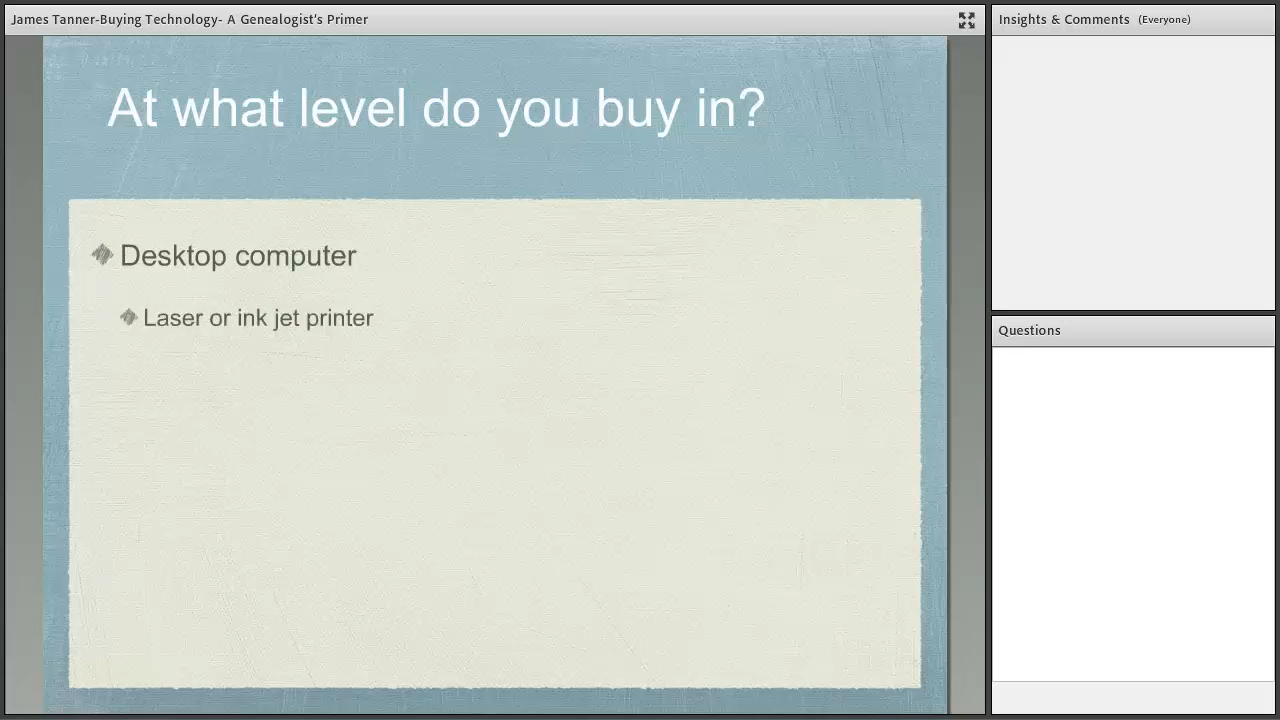 James Tanner-Buying Technology- A Genealogist's Primer
Insights & Comments (Everyone)
At what level do you buy in?
Desktop computer
Laser or ink jet printer
Questions